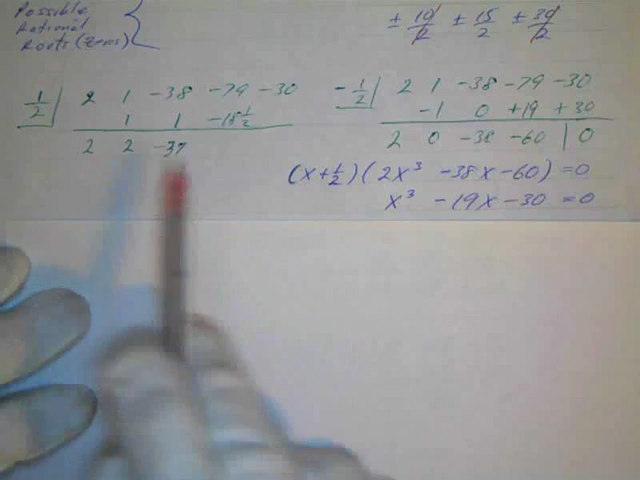 Possible
Rational
Roots (Zeros)
± 10/2 ± 15/2 ± 30/2
1/2 | 2 1 -38 -79 -30
1 1 -18 1/2
2 2 -37
-1/2 | 2 1 -38 -79 -30
-1 0 +19 +30
2 0 -38 -60 | 0
(x+1/2)(2x³ -38x-60) = 0
x³ -19x-30 = 0